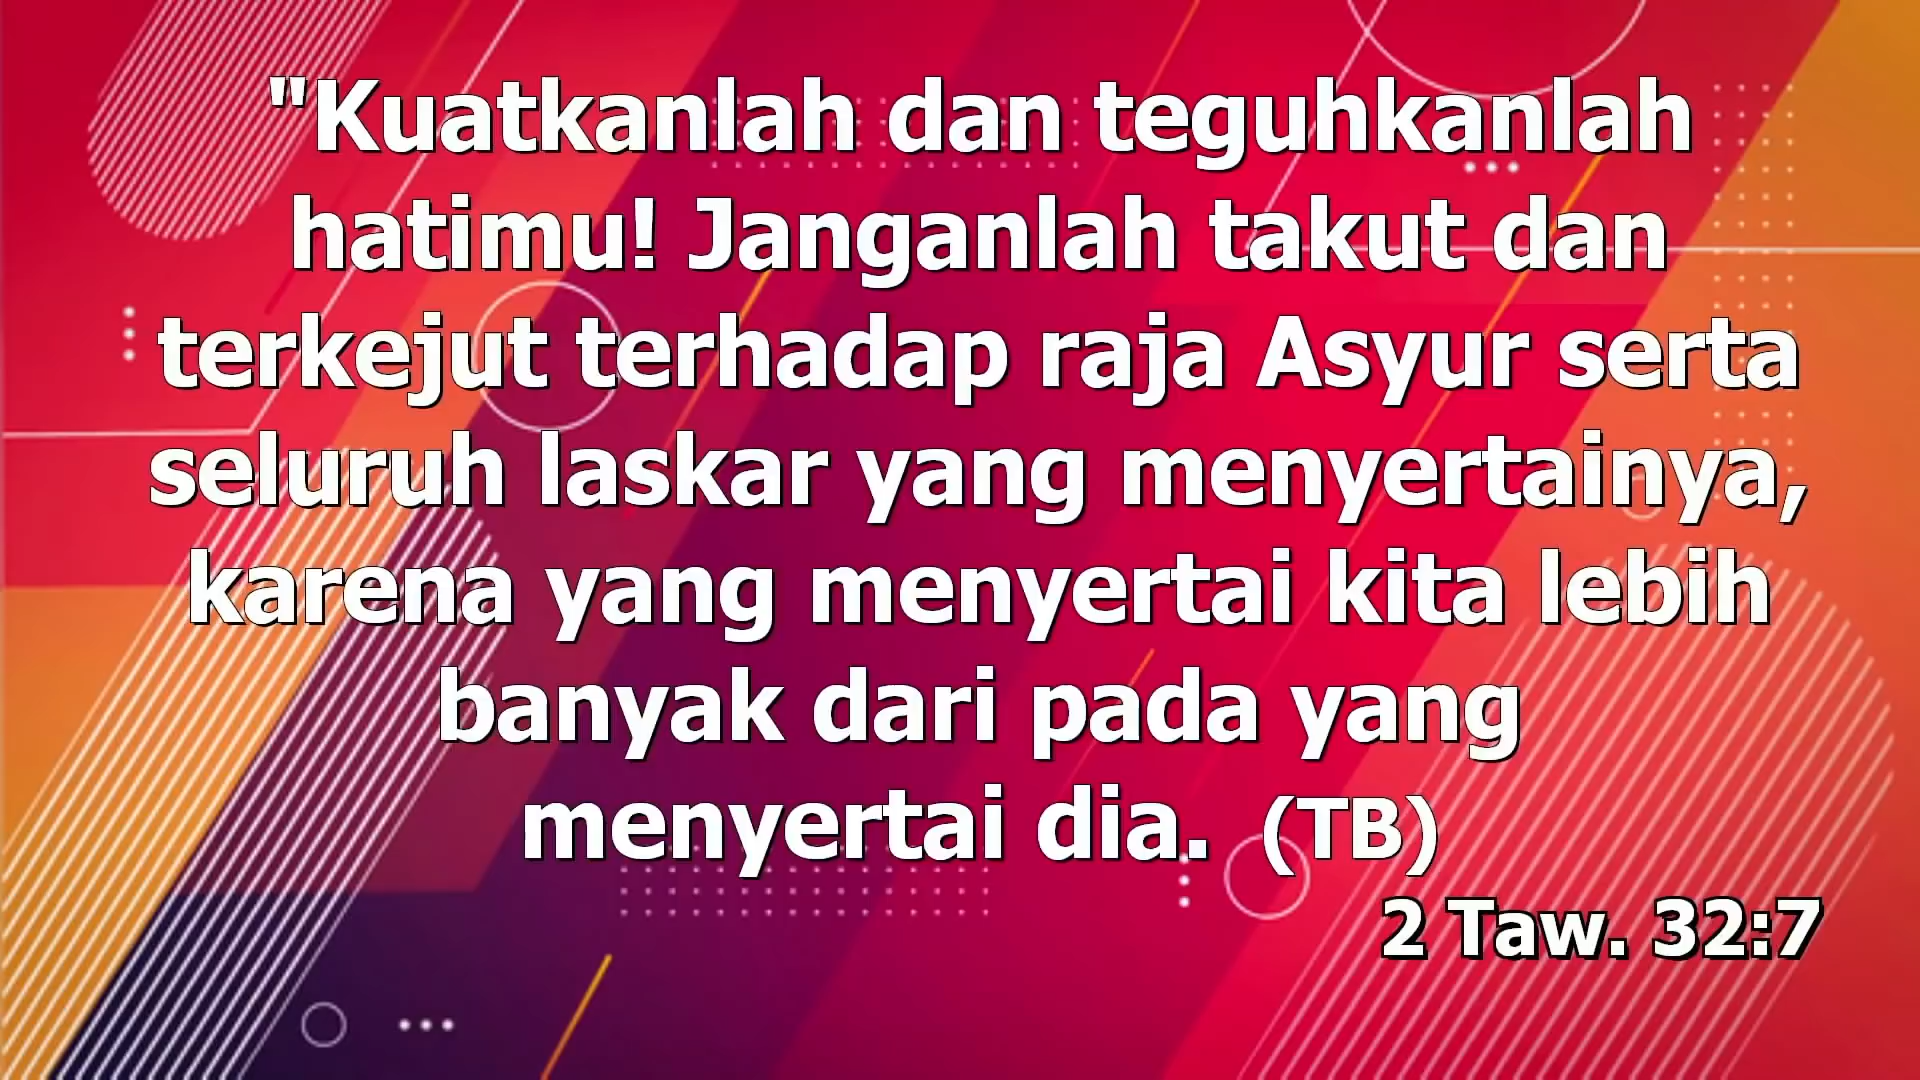 "Kuatkanlah dan teguhkanlah
hatimu! Janganlah takut dan
terkejut terhadap raja Asyur serta
seluruh laskar yang menyertainya,
karena yang menyertai kita lebih
banyak dari pada yang
menyertai dia. (TB)
2 Taw. 32:7